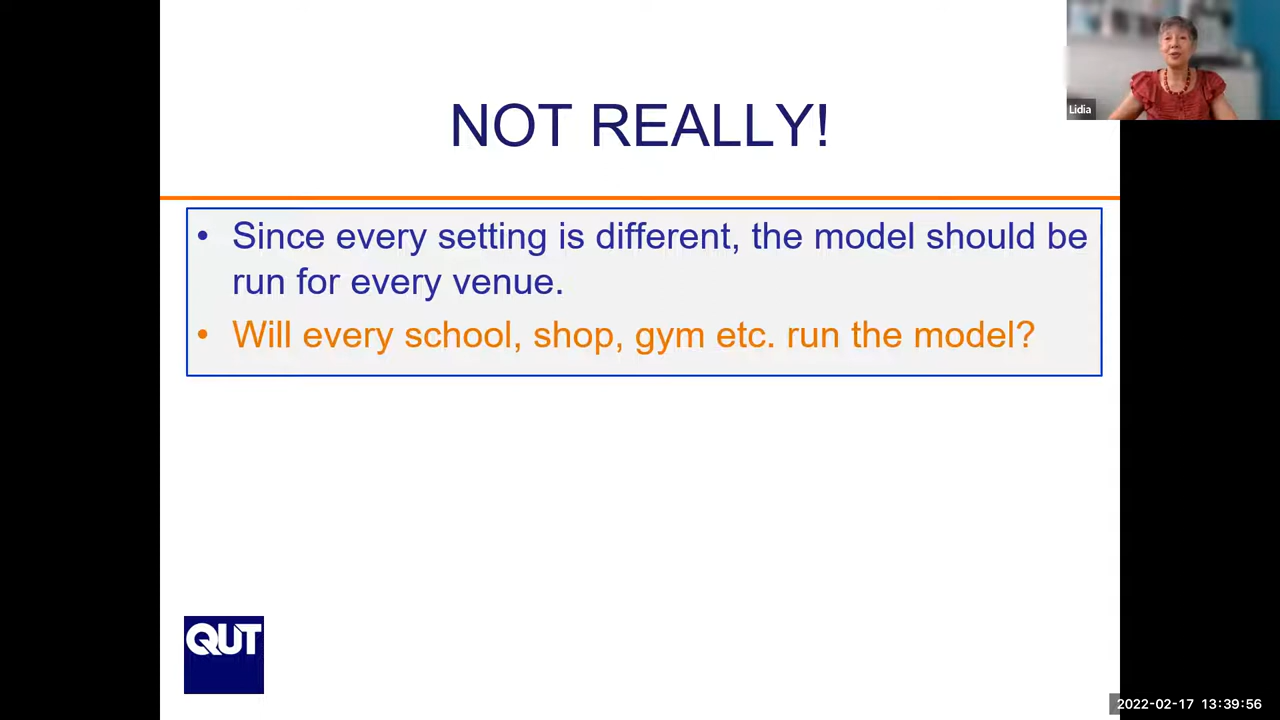 NOT REALLY!
Lidia
• Since every setting is different, the model should be
run for every venue.
• Will every school, shop, gym etc. run the model?
QUT
2022-02-17 13:39:56